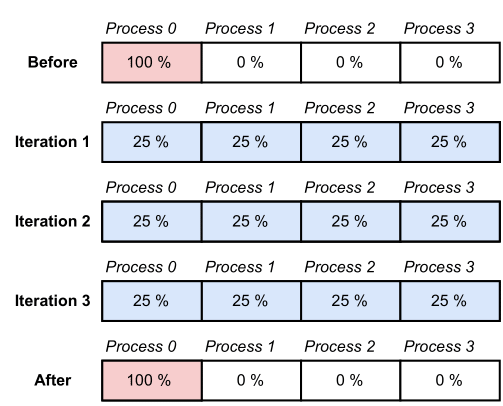 Process 0 Process 1 Process 2 Process 3
Before 100 % 0 % 0 % 0 %
Process 0 Process 1 Process 2 Process 3
Iteration 1 25 % 25 % 25 % 25 %
Process 0 Process 1 Process 2 Process 3
Iteration 2 25 % 25 % 25 % 25 %
Process 0 Process 1 Process 2 Process 3
Iteration 3 25 % 25 % 25 % 25 %
Process 0 Process 1 Process 2 Process 3
After 100 % 0 % 0 % 0 %